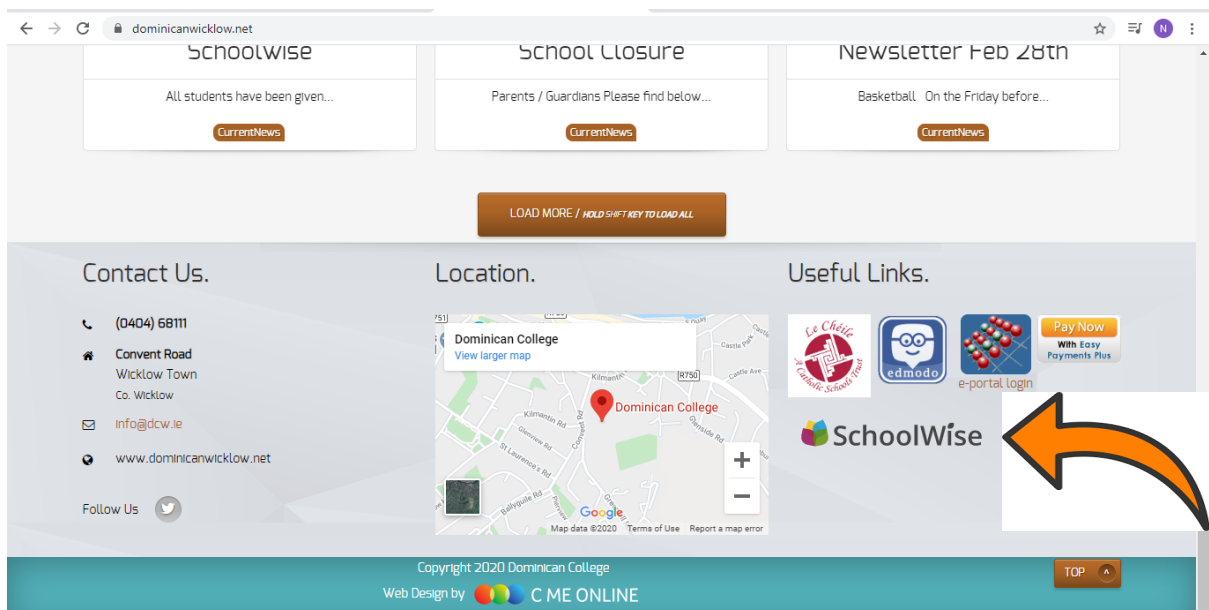 dominicanwicklow.net
N
Schoolwise
All students have been given...
CurrentNews
School Closure
Parents / Guardians Please find below...
CurrentNews
Newsletter Feb 28th
Basketball On the Friday before...
CurrentNews
LOAD MORE / HOLD SHIFT KEY TO LOAD ALL
Contact Us.
(0404) 68111
Convent Road
Wicklow Town
Co. Wicklow
info@dcw.ie
www.dominicanwicklow.net
Follow Us
Location.
Dominican College
View larger map
R750
Castle Ave
Kilmantin
Dominican College
Kilmantin Rd
Convent Rd
Glenside Rd
Glenview Rd
St Laurence's Rd
Ballyguile Rd
+
−
Google
Map data ©2020 Terms of Use Report a map error
Useful Links.
Le Chéile
A Catholic Schools Trust
edmodo
e-portal login
Pay Now
With Easy
Payments Plus
SchoolWise
Copyright 2020 Dominican College
Web Design by C ME ONLINE
TOP